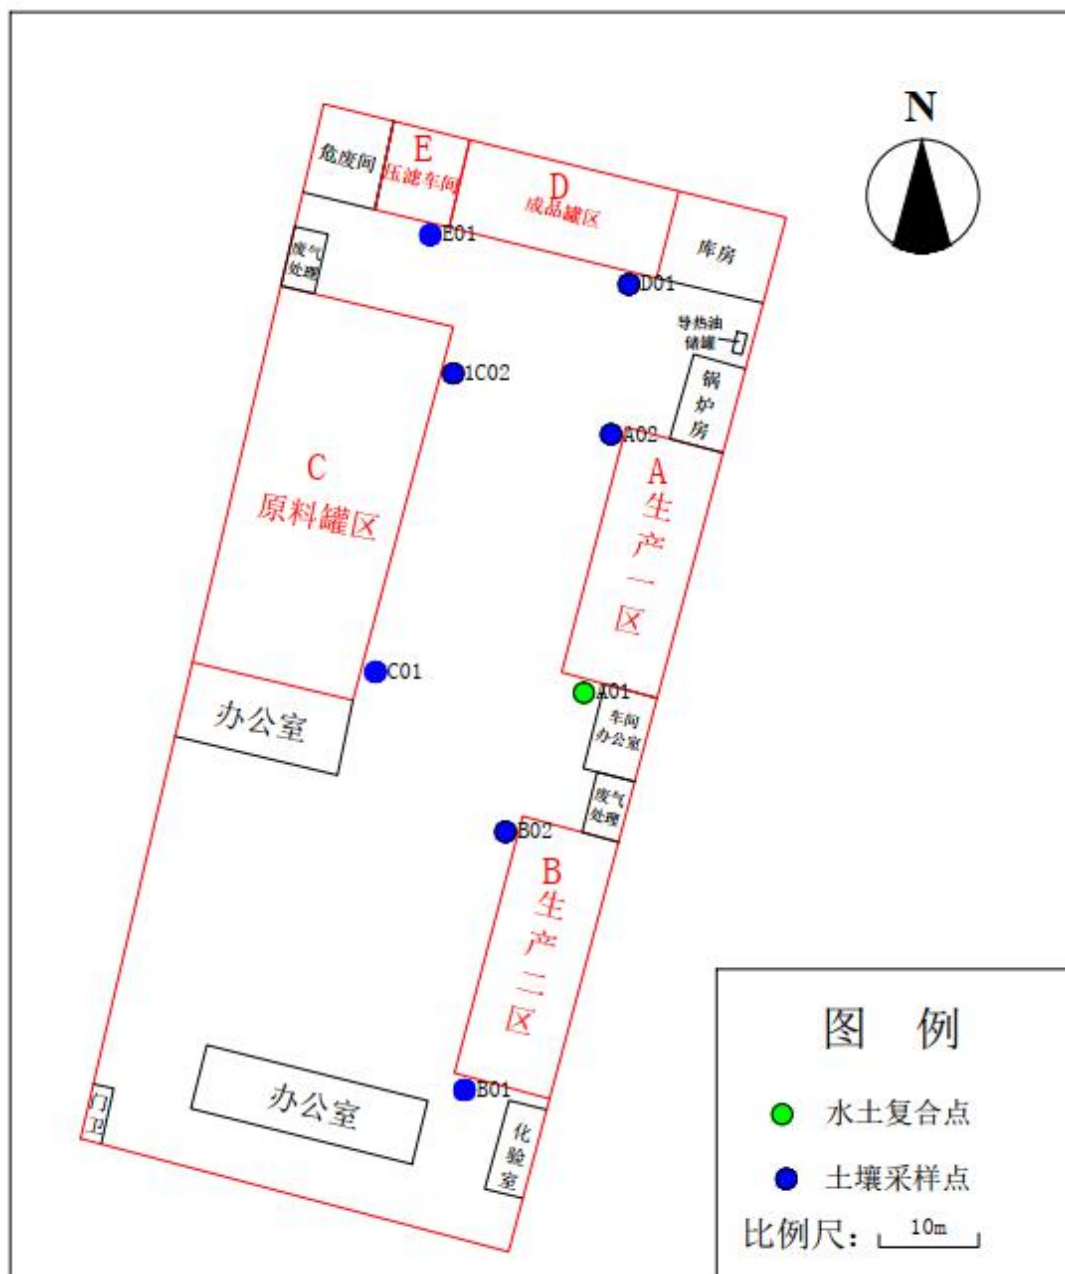 N
危废间
E
压滤车间
D
成品罐区
库房
E01
废气
处理
D01
导热油
储罐
锅
炉
房
1C02
A02
C
原料罐区
A
生
产
一
区
C01
A01
办公室
车间
办公室
废气
处理
B02
B
生
产
二
区
B01
办公室
门
卫
化
验
室
图 例
水土复合点
土壤采样点
比例尺: 10m